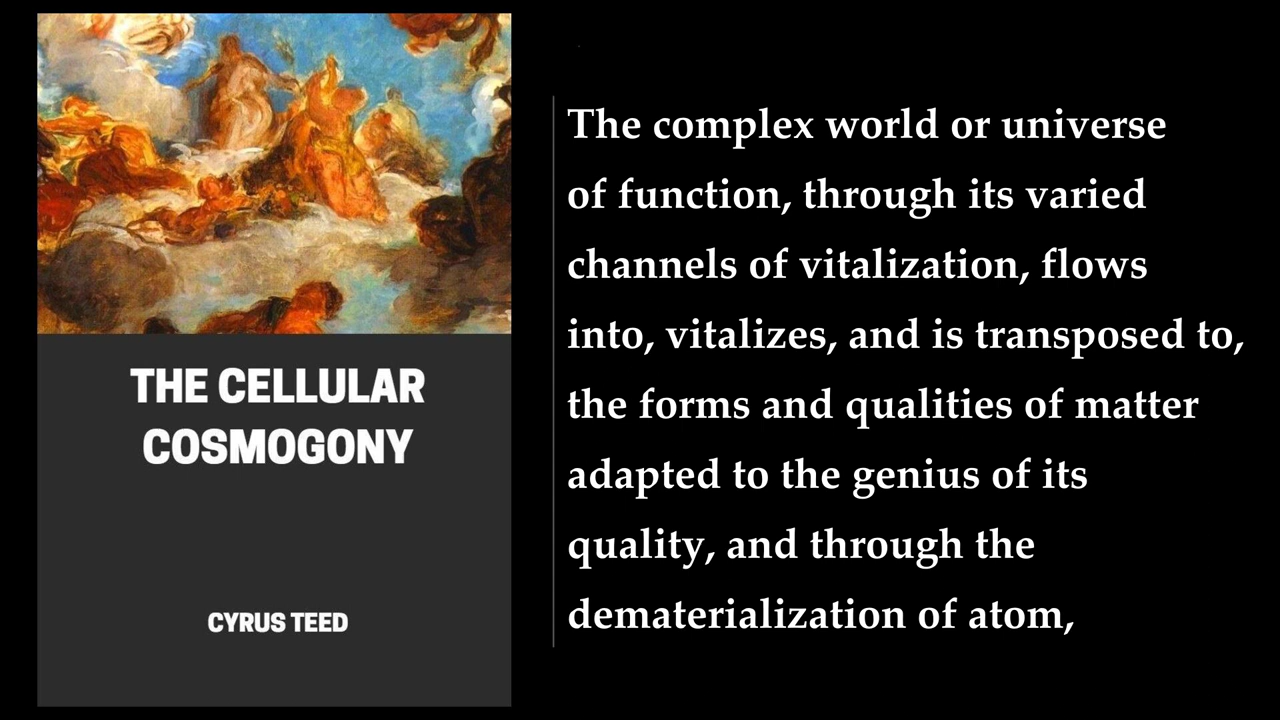 THE CELLULAR
COSMOGONY
CYRUS TEED
The complex world or universe
of function, through its varied
channels of vitalization, flows
into, vitalizes, and is transposed to,
the forms and qualities of matter
adapted to the genius of its
quality, and through the
dematerialization of atom,